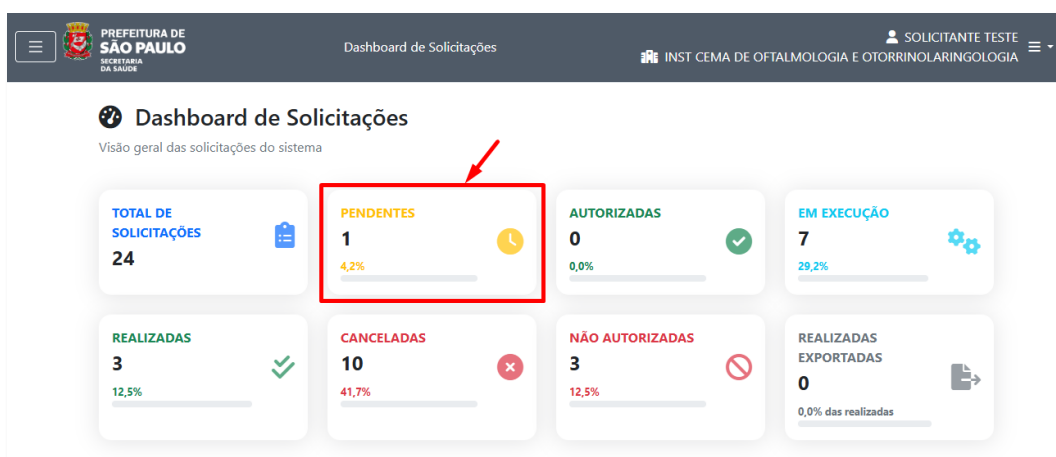 PREFEITURA DE
SÃO PAULO
SECRETARIA
DA SAÚDE
Dashboard de Solicitações
SOLICITANTE TESTE
INST CEMA DE OFTALMOLOGIA E OTORRINOLARINGOLOGIA
Dashboard de Solicitações
Visão geral das solicitações do sistema
TOTAL DE
SOLICITAÇÕES
24
PENDENTES
1
4,2%
AUTORIZADAS
0
0,0%
EM EXECUÇÃO
7
29,2%
REALIZADAS
3
12,5%
CANCELADAS
10
41,7%
NÃO AUTORIZADAS
3
12,5%
REALIZADAS
EXPORTADAS
0
0,0% das realizadas